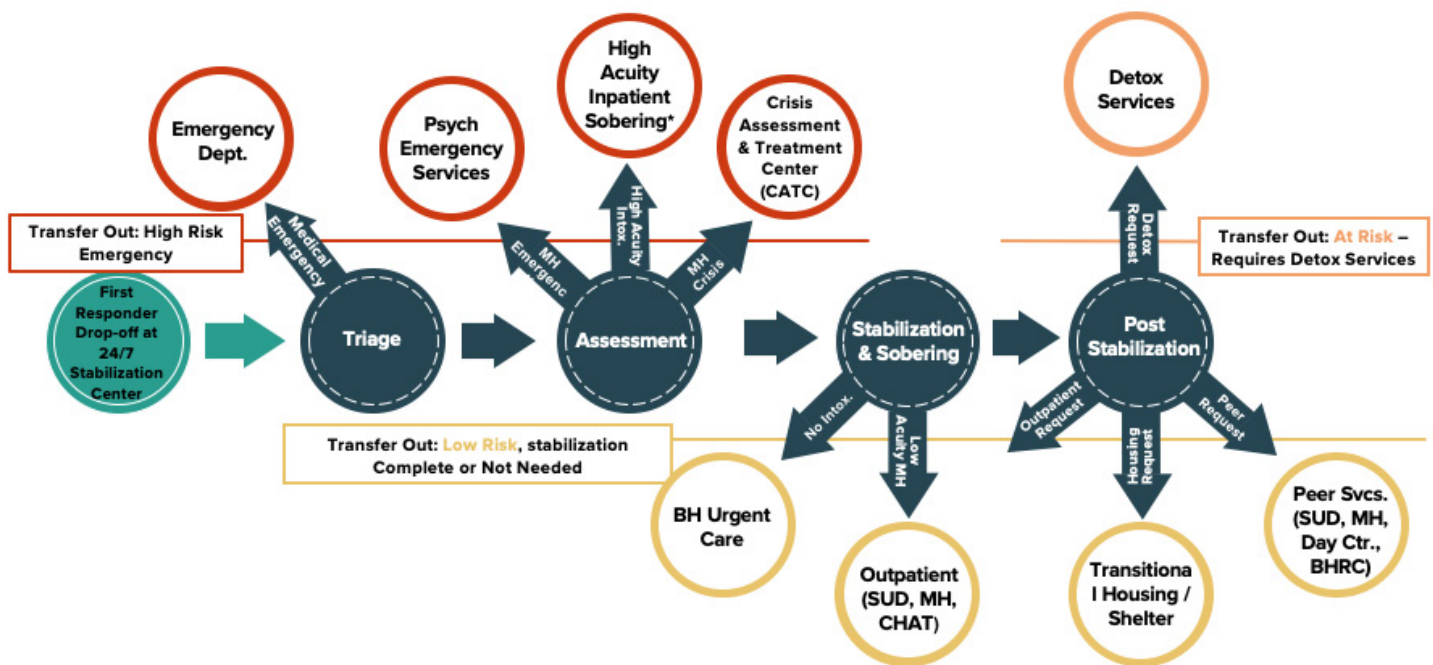 High
Acuity
Inpatient
Sobering*
Detox
Services
Emergency
Dept.
Psych
Emergency
Services
Crisis
Assessment
& Treatment
Center
(CATC)
Medical
Emergency
MH
Emergenc
High Acuity
Intox.
MH
Crisis
Detox
Request
Transfer Out: High Risk
Emergency
Transfer Out: At Risk –
Requires Detox Services
First
Responder
Drop-off at
24/7
Stabilization
Center
Triage
Assessment
Stabilization
& Sobering
Post
Stabilization
No Intox.
Low
Acuity MH
Outpatient
Request
Housing
Request
Peer
Request
Transfer Out: Low Risk, stabilization
Complete or Not Needed
BH Urgent
Care
Outpatient
(SUD, MH,
CHAT)
Transitiona
l Housing /
Shelter
Peer Svcs.
(SUD, MH,
Day Ctr.,
BHRC)